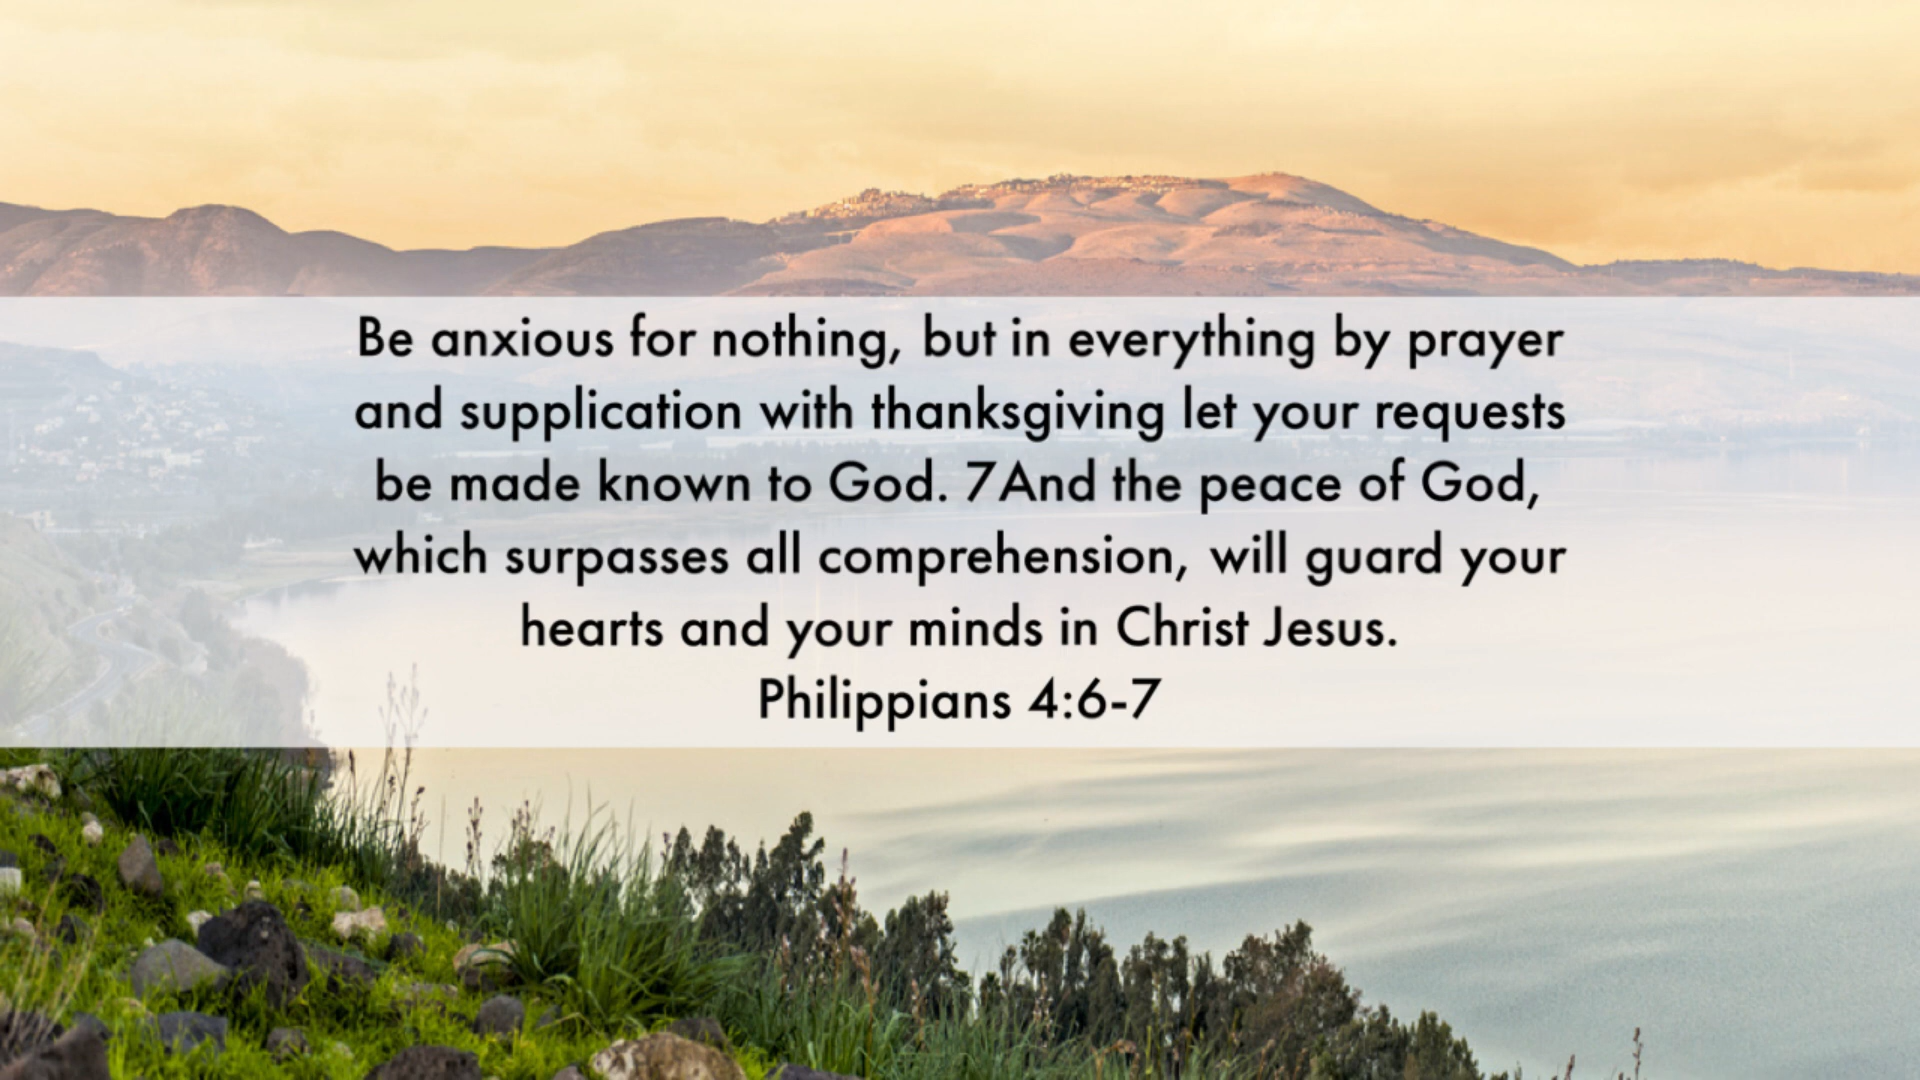 Be anxious for nothing, but in everything by prayer
and supplication with thanksgiving let your requests
be made known to God. 7And the peace of God,
which surpasses all comprehension, will guard your
hearts and your minds in Christ Jesus.
Philippians 4:6-7